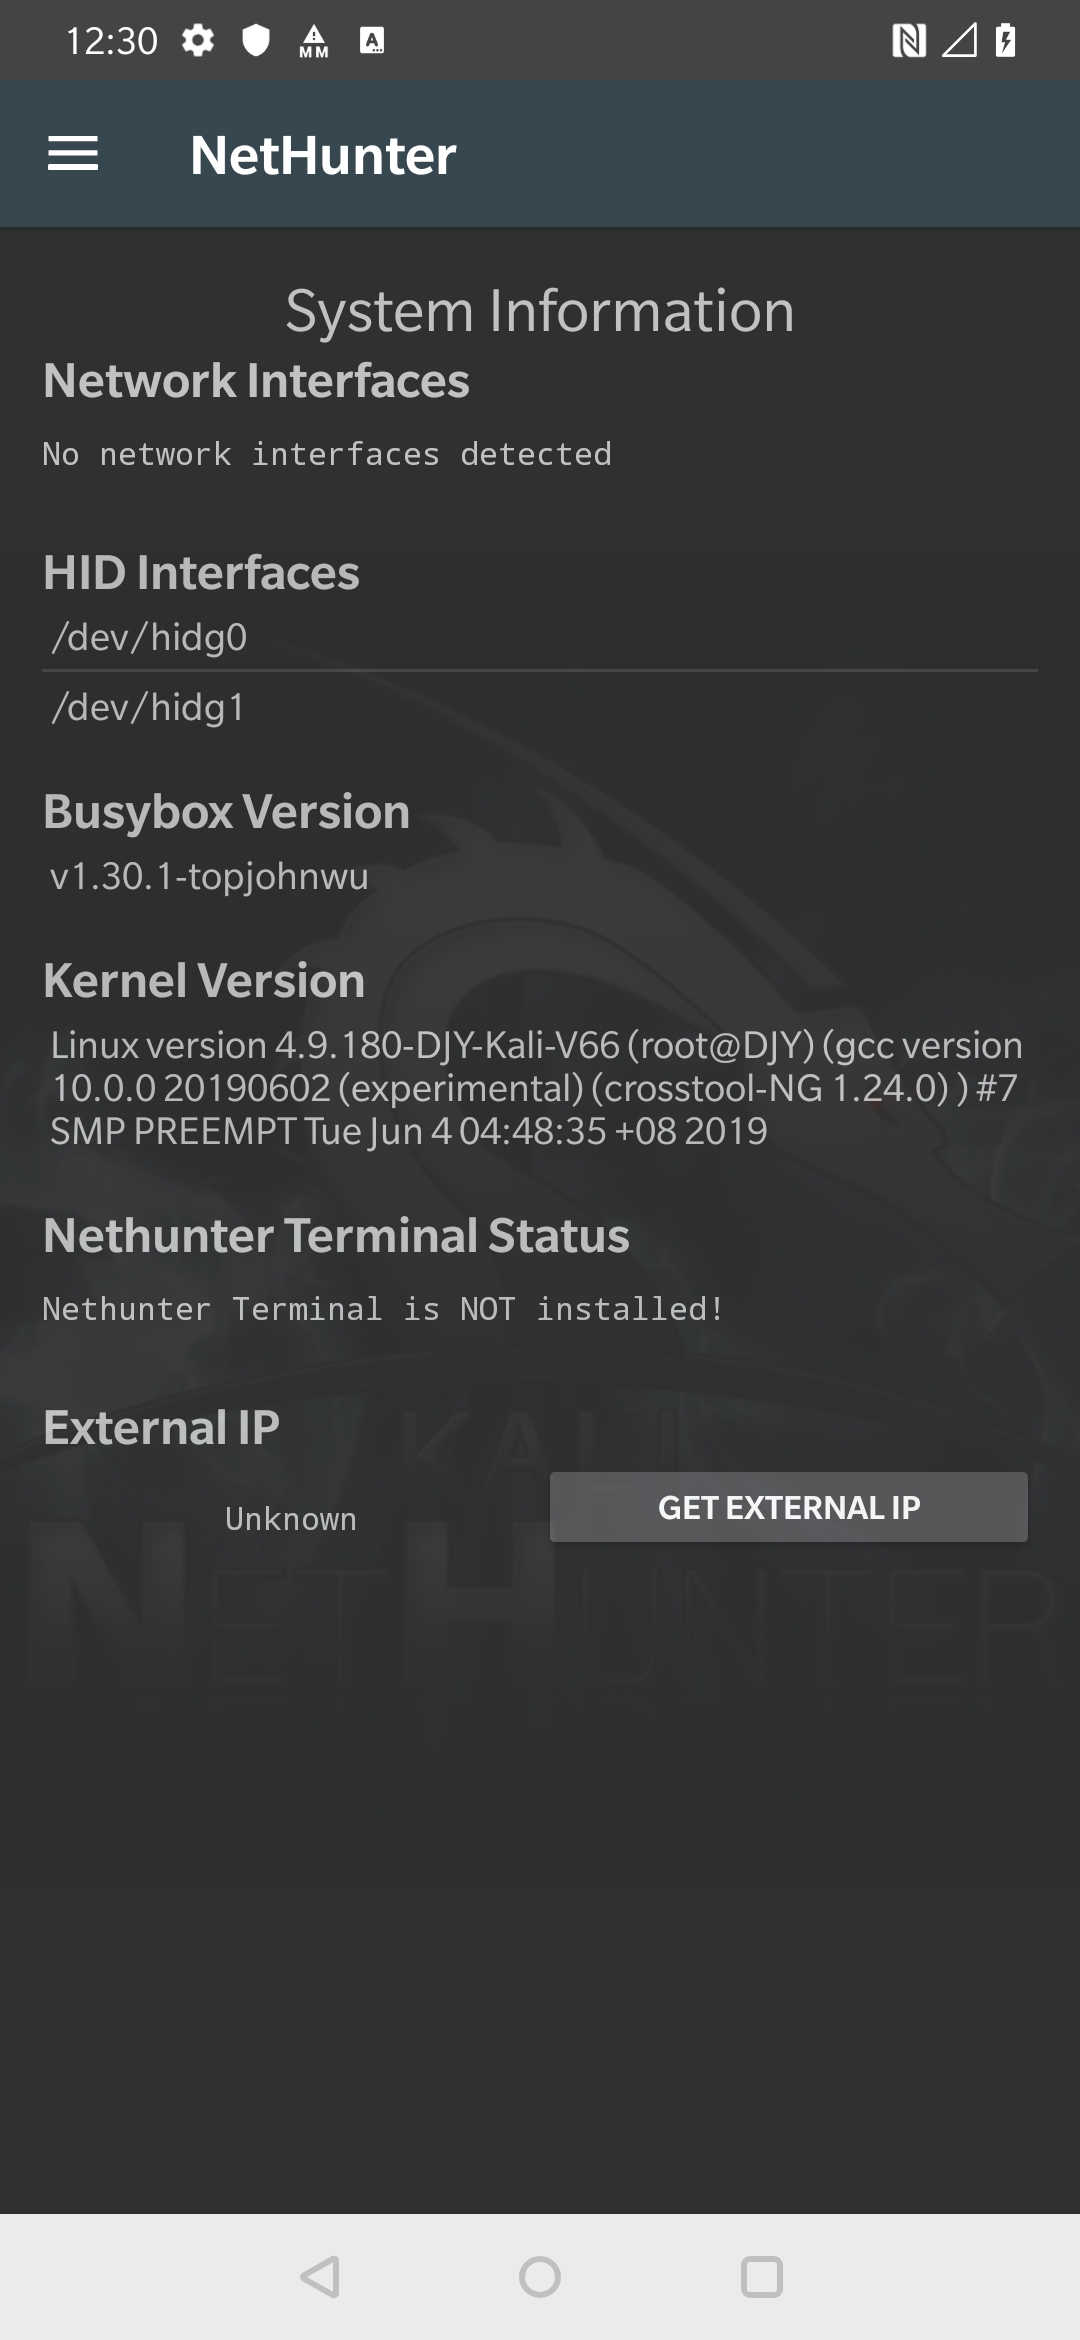 12:30
MM
A
NetHunter
System Information
Network Interfaces
No network interfaces detected
HID Interfaces
/dev/hidg0
/dev/hidg1
Busybox Version
v1.30.1-topjohnwu
Kernel Version
Linux version 4.9.180-DJY-Kali-V66 (root@DJY) (gcc version
10.0.0 20190602 (experimental) (crosstool-NG 1.24.0) ) #7
SMP PREEMPT Tue Jun 4 04:48:35 +08 2019
Nethunter Terminal Status
Nethunter Terminal is NOT installed!
External IP
KALI
Unknown
GET EXTERNAL IP
NETHUNTER